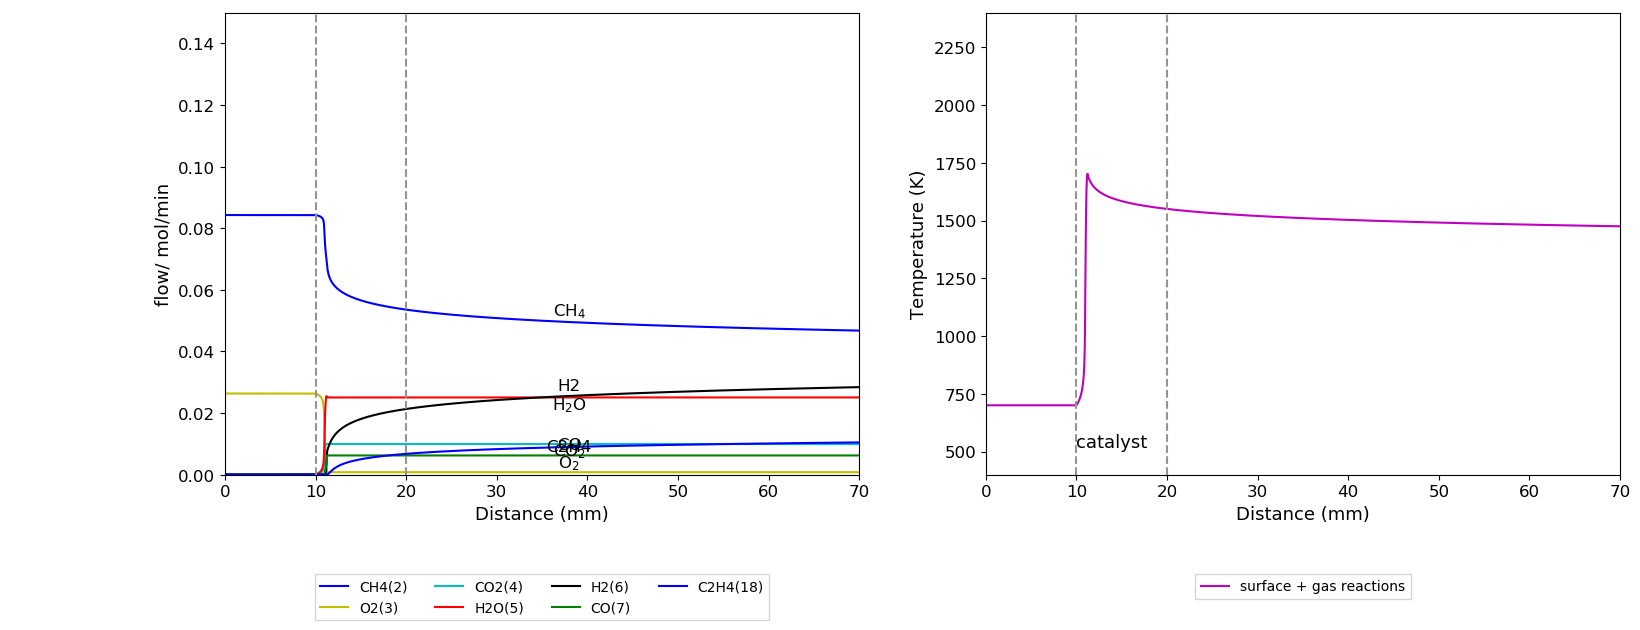 0.14
0.12
0.10
0.08
0.06
0.04
0.02
0.00
flow/ mol/min
CH₄
H2
H₂O
C2H4
CO
CO₂
O₂
0 10 20 30 40 50 60 70
Distance (mm)
CH4(2) CO2(4) H2(6) C2H4(18)
O2(3) H2O(5) CO(7)
2250
2000
1750
1500
1250
1000
750
500
Temperature (K)
catalyst
0 10 20 30 40 50 60 70
Distance (mm)
surface + gas reactions